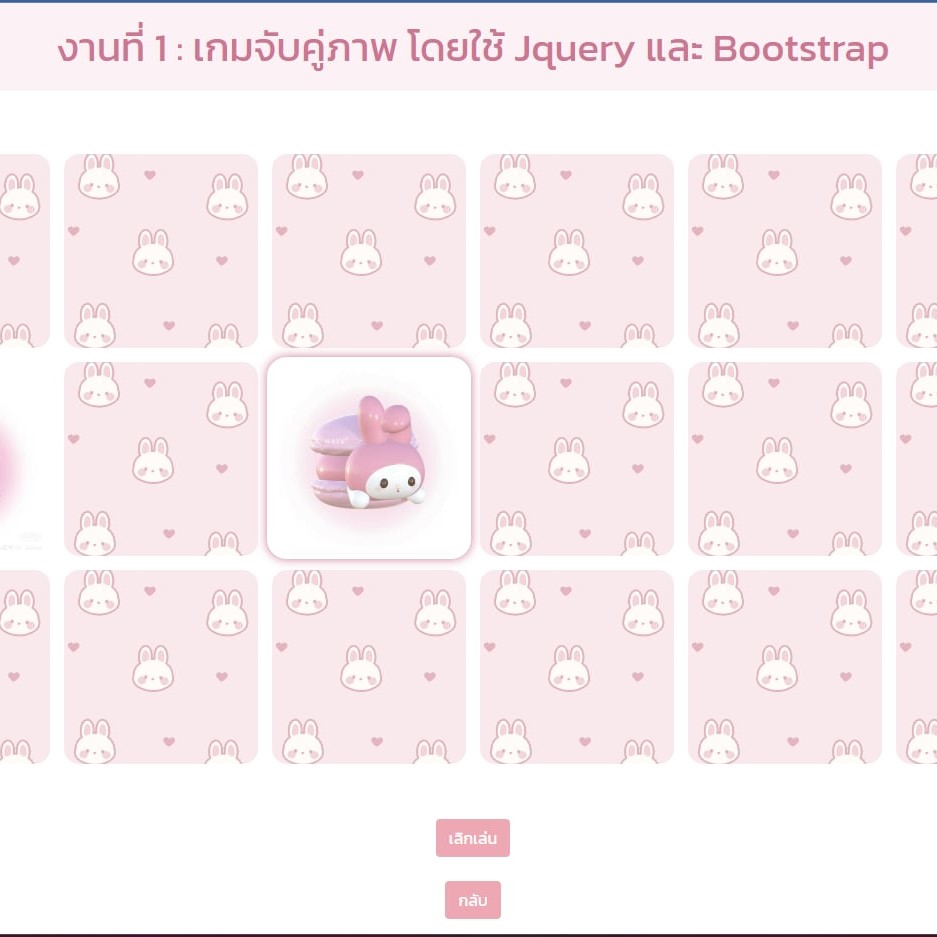 งานที่ 1 : เกมจับคู่ภาพ โดยใช้ Jquery และ Bootstrap
เลิกเล่น
กลับ